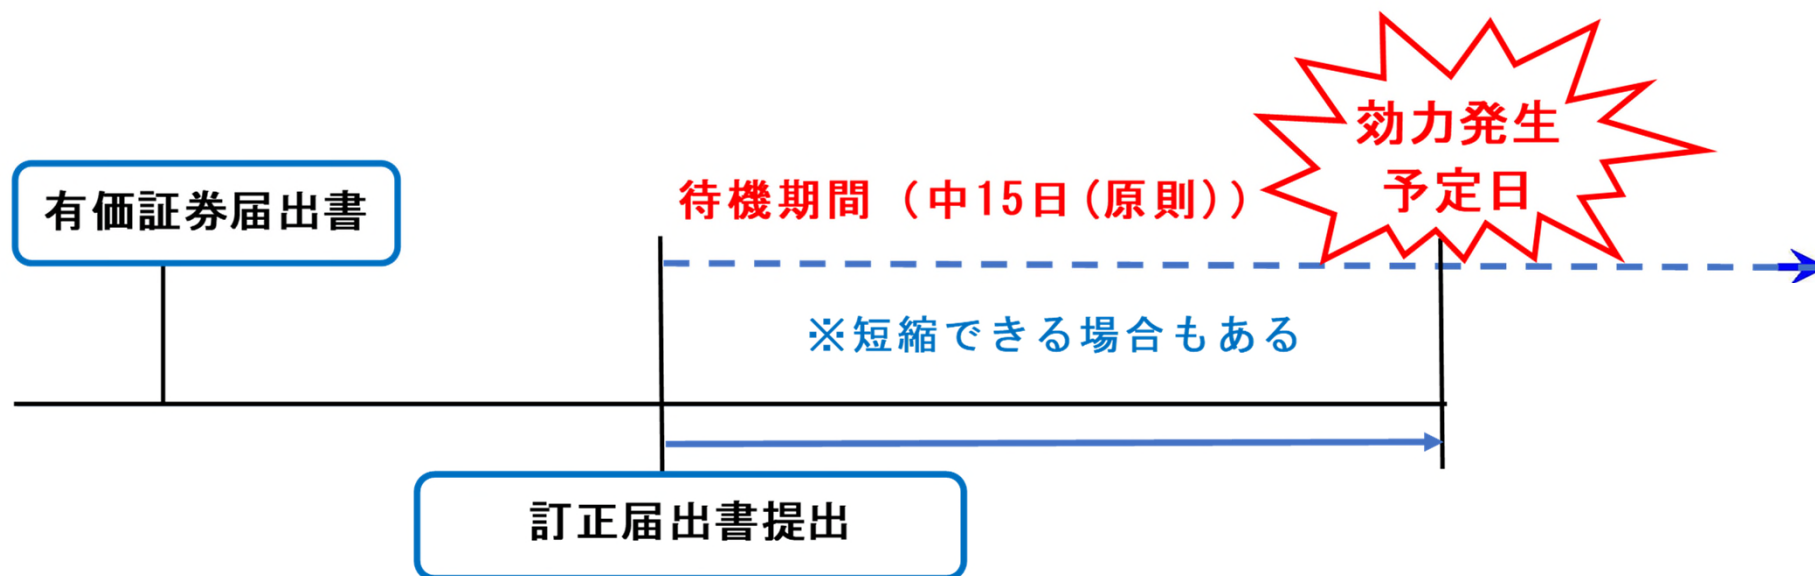 効力発生
予定日
有価証券届出書
待機期間（中15日(原則)）
※短縮できる場合もある
訂正届出書提出